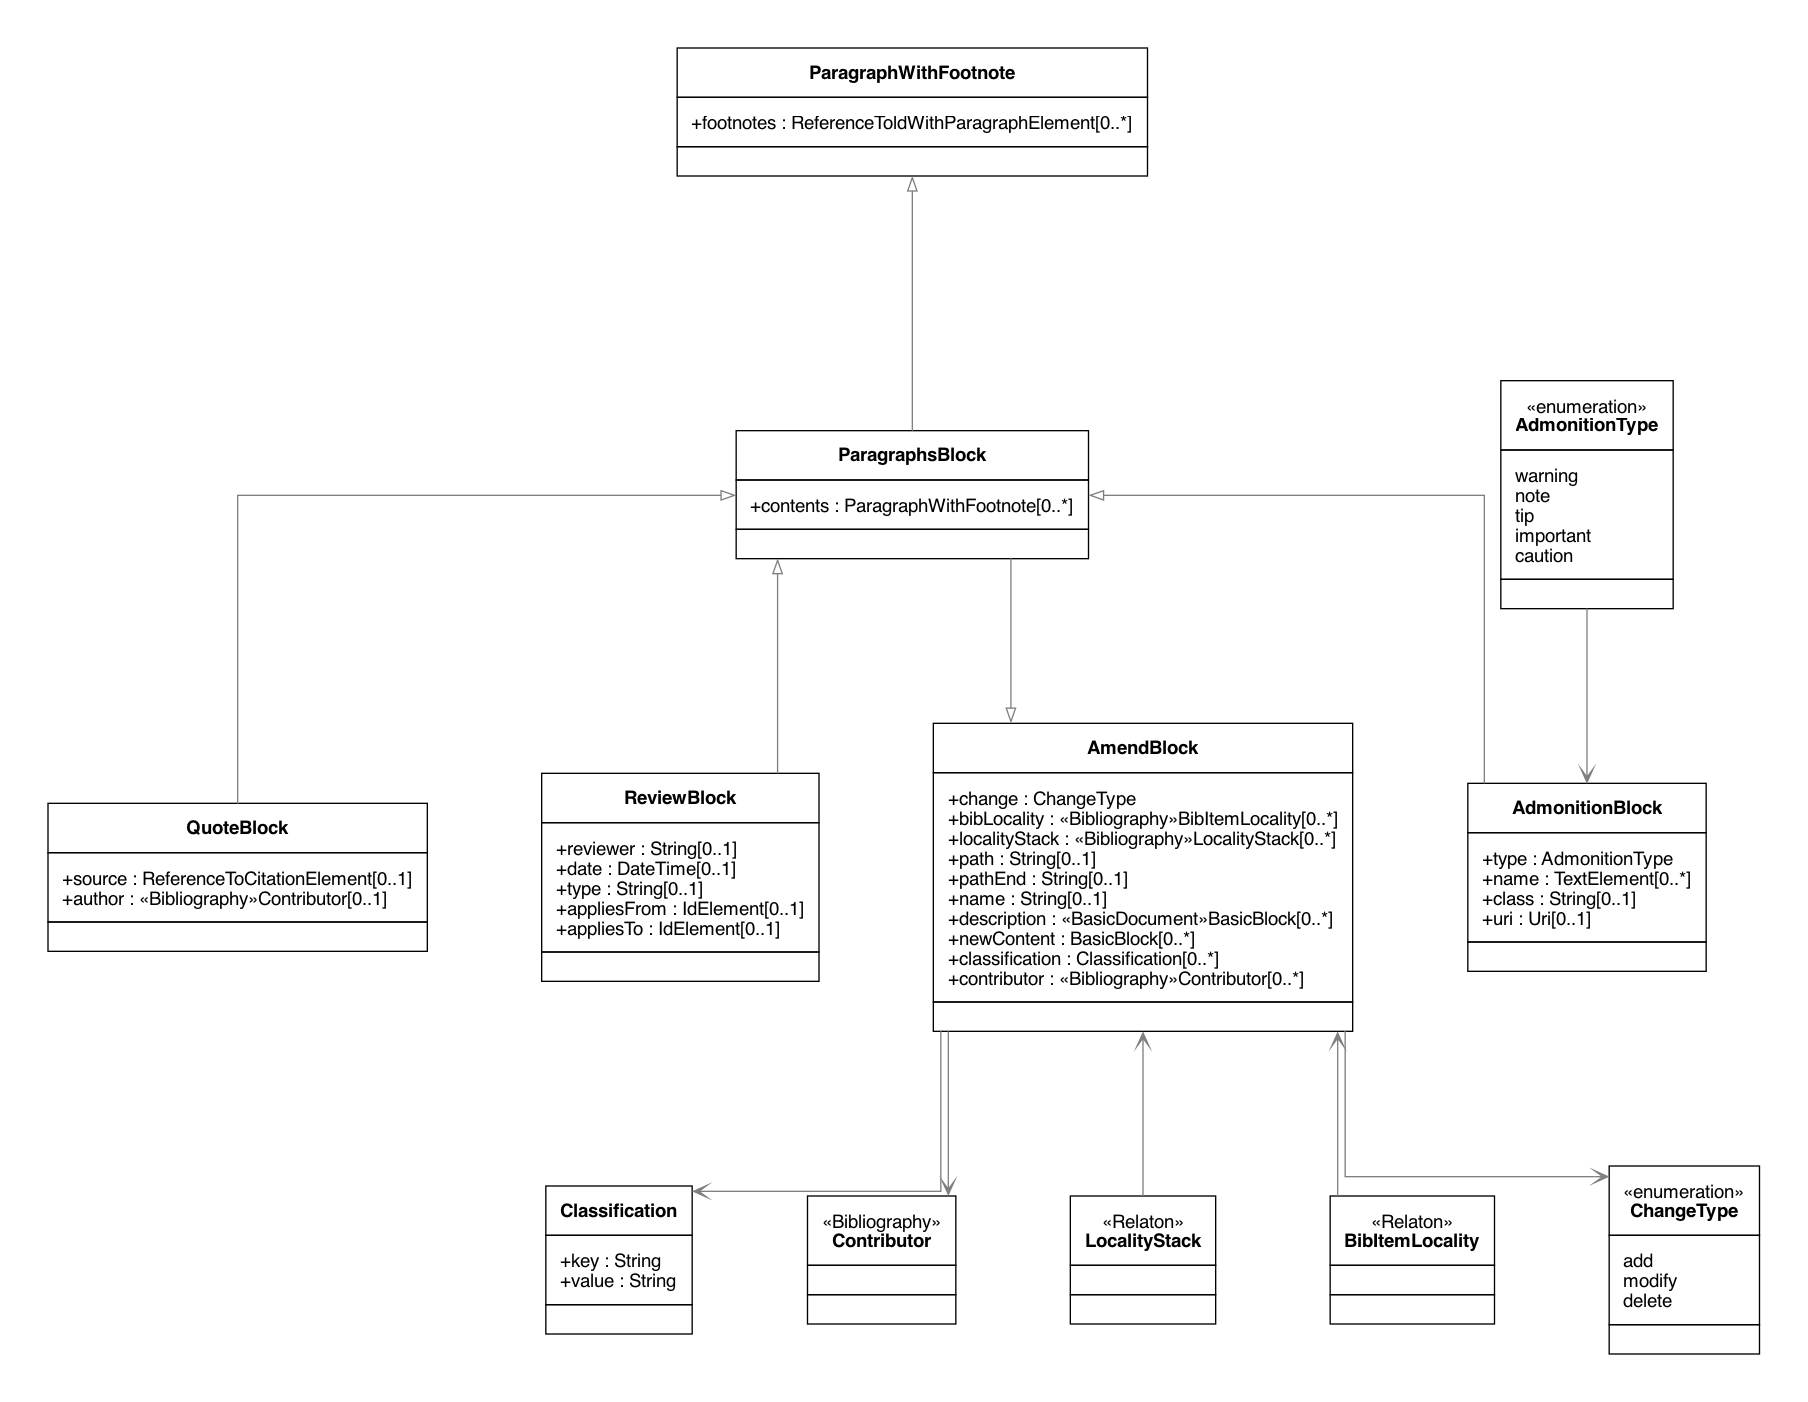 ParagraphWithFootnote
+footnotes : ReferenceToIdWithParagraphElement[0..*]
ParagraphsBlock
+contents : ParagraphWithFootnote[0..*]
«enumeration»
AdmonitionType
warning
note
tip
important
caution
QuoteBlock
+source : ReferenceToCitationElement[0..1]
+author : «Bibliography»Contributor[0..1]
ReviewBlock
+reviewer : String[0..1]
+date : DateTime[0..1]
+type : String[0..1]
+appliesFrom : IdElement[0..1]
+appliesTo : IdElement[0..1]
AmendBlock
+change : ChangeType
+bibLocality : «Bibliography»BibItemLocality[0..*]
+localityStack : «Bibliography»LocalityStack[0..*]
+path : String[0..1]
+pathEnd : String[0..1]
+name : String[0..1]
+description : «BasicDocument»BasicBlock[0..*]
+newContent : BasicBlock[0..*]
+classification : Classification[0..*]
+contributor : «Bibliography»Contributor[0..*]
AdmonitionBlock
+type : AdmonitionType
+name : TextElement[0..*]
+class : String[0..1]
+uri : Uri[0..1]
Classification
+key : String
+value : String
«Bibliography»
Contributor
«Relaton»
LocalityStack
«Relaton»
BibItemLocality
«enumeration»
ChangeType
add
modify
delete